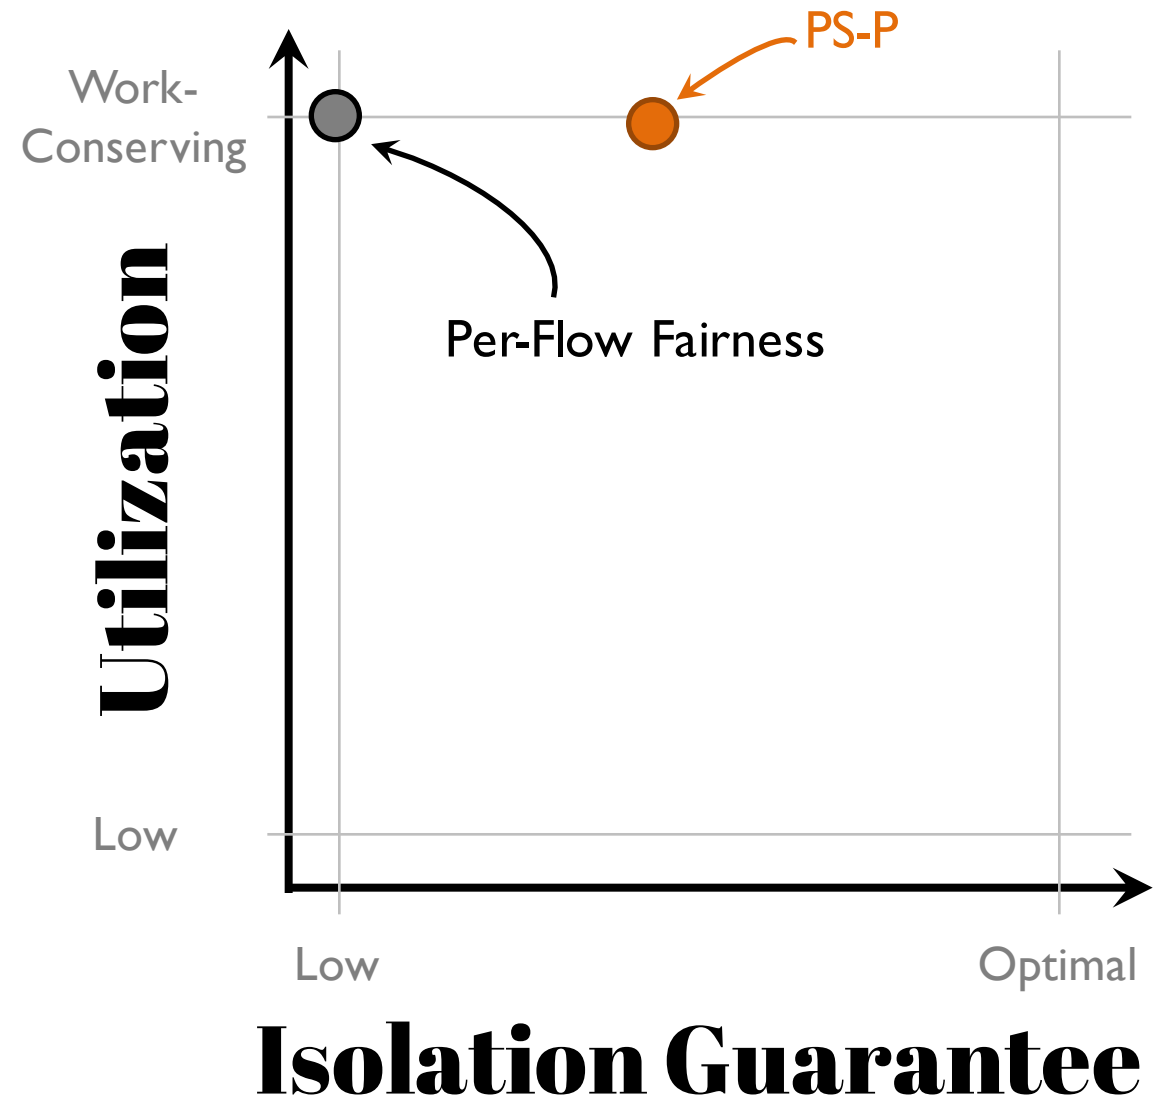 PS-P
Work-
Conserving
Per-Flow Fairness
Utilization
Low
Low
Optimal
Isolation Guarantee